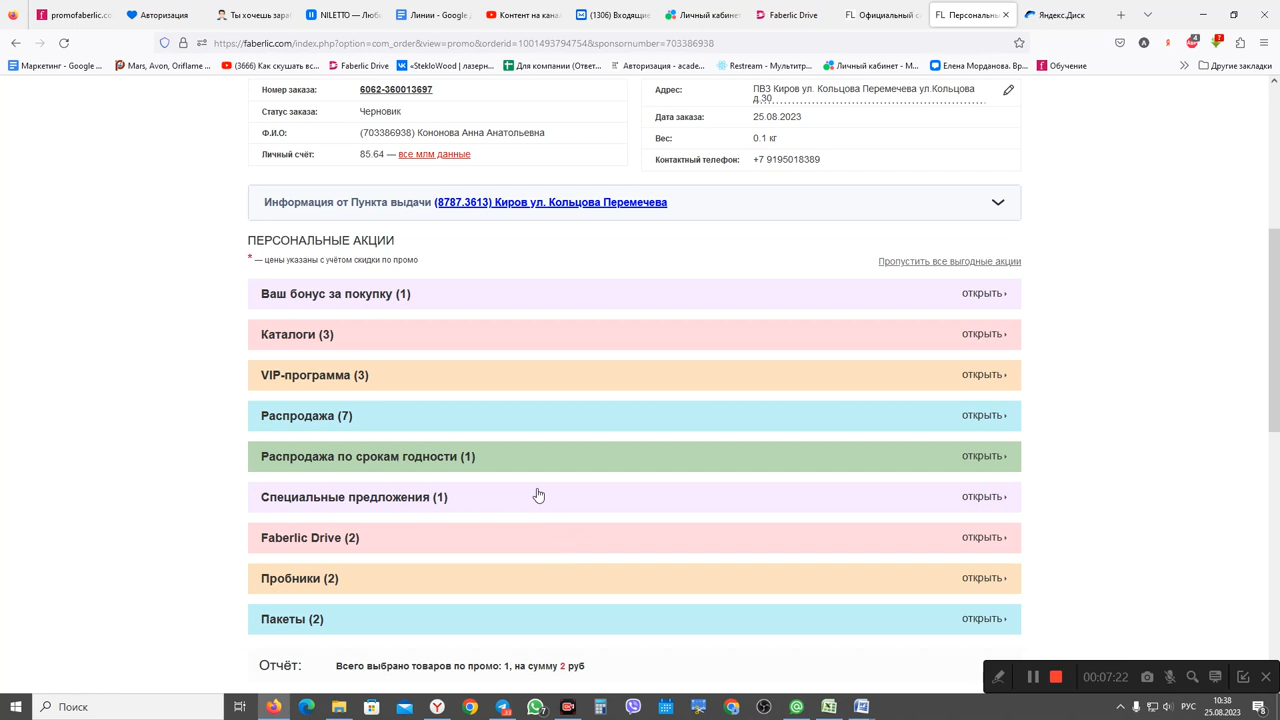 promofaberlic.com
Авторизация
Ты хочешь зараб
NILETTO — Любо
Google Д
Контент на кана
(1306) Входящие
Личный кабинет
Faberlic Drive
FL Официальный с
FL Персональны
Яндекс.Диск
https://faberlic.com/index.php?option=com_order&view=promo&orderid=1001493754754&sponsornumber=703386938
Маркетинг - Google ...
Mars, Avon, Oriflame ...
(3666) Как скушать вс...
Faberlic Drive
«StekloWood | лазерн...
Для компании (Ответ...
Авторизация - acade...
Restream - Мультитр...
Личный кабинет - М...
Елена Морданова. Вр...
Обучение
Другие закладки
Номер заказа: 6062-360013697
Статус заказа: Черновик
Ф.И.О: (703386938) Кононова Анна Анатольевна
Личный счёт: 85.64 — все млм данные
Адрес: ПВЗ Киров ул. Кольцова Перемечева ул.Кольцова
д.30
Дата заказа: 25.08.2023
Вес: 0.1 кг
Контактный телефон: +7 9195018389
Информация от Пункта выдачи (8787.3613) Киров ул. Кольцова Перемечева
ПЕРСОНАЛЬНЫЕ АКЦИИ
* — цены указаны с учётом скидки по промо
Пропустить все выгодные акции
Ваш бонус за покупку (1) открыть
Каталоги (3) открыть
VIP-программа (3) открыть
Распродажа (7) открыть
Распродажа по срокам годности (1) открыть
Специальные предложения (1) открыть
Faberlic Drive (2) открыть
Пробники (2) открыть
Пакеты (2) открыть
Отчёт: Всего выбрано товаров по промо: 1, на сумму 2 руб
00:07:22
Поиск
РУС
10:38
25.08.2023